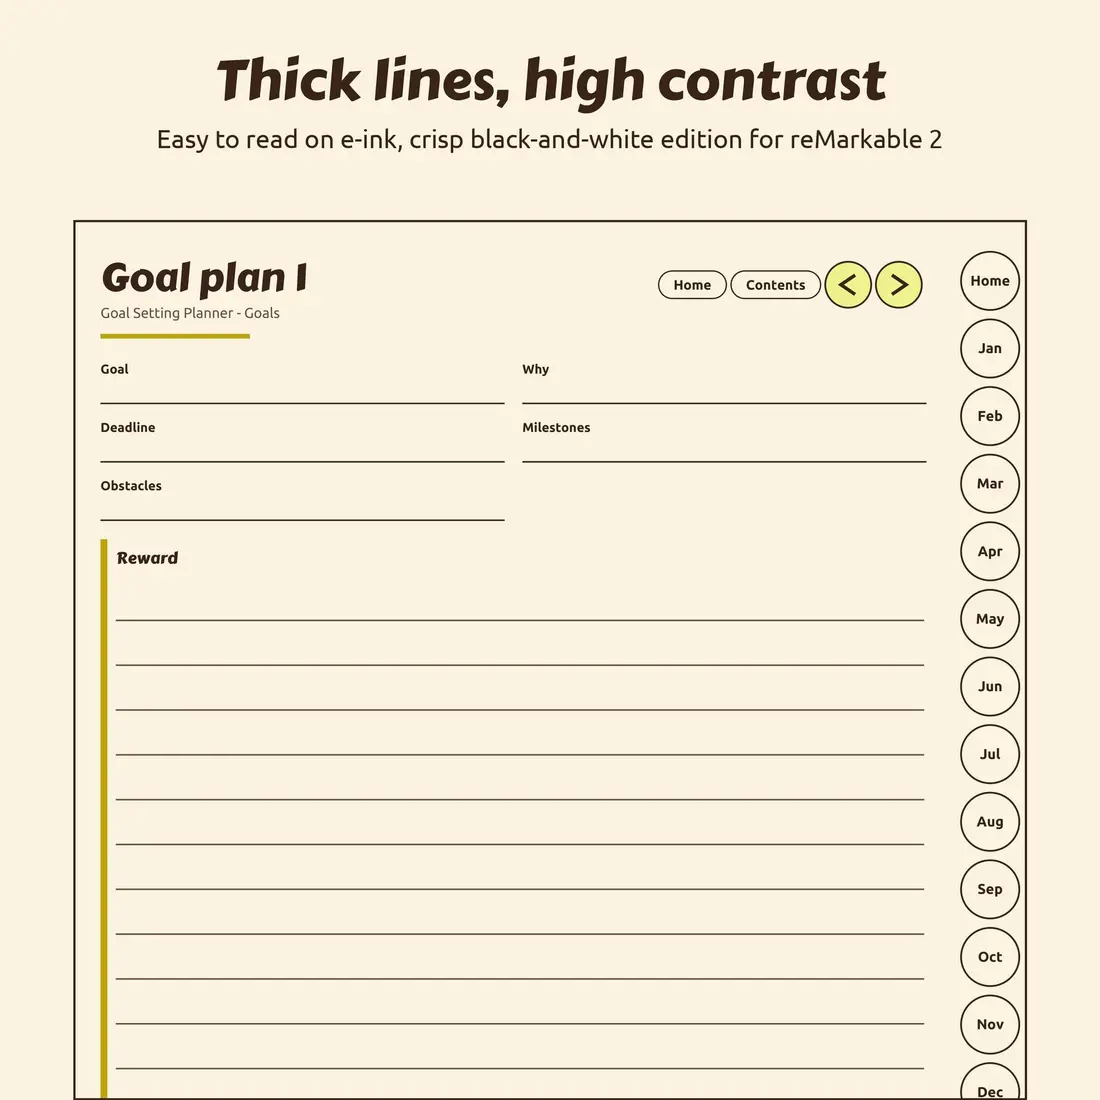 Thick lines, high contrast
Easy to read on e-ink, crisp black-and-white edition for reMarkable 2
Goal plan 1
Goal Setting Planner - Goals
Home
Contents
<
>
Goal
Why
Deadline
Milestones
Obstacles
Reward
Home
Jan
Feb
Mar
Apr
May
Jun
Jul
Aug
Sep
Oct
Nov
Dec